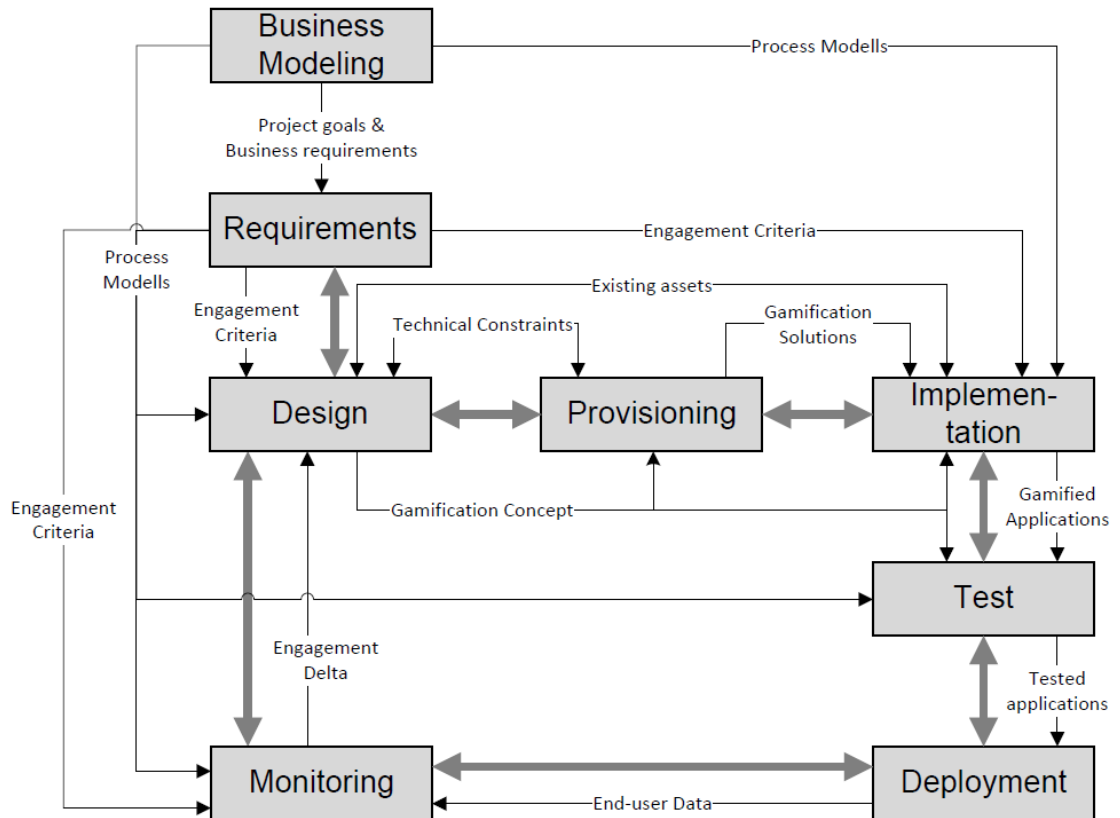 Business
Modeling
Process Modells
Project goals &
Business requirements
Requirements
Engagement Criteria
Process
Modells
Existing assets
Engagement
Criteria
Technical Constraints
Gamification
Solutions
Design
Provisioning
Implemen-
tation
Engagement
Criteria
Gamification Concept
Gamified
Applications
Test
Engagement
Delta
Tested
applications
Monitoring
Deployment
End-user Data